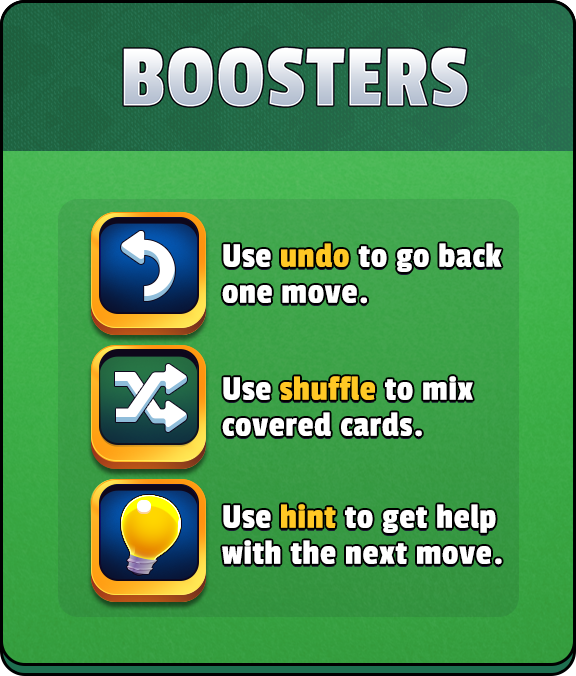 BOOSTERS
Use undo to go back
one move.
Use shuffle to mix
covered cards.
Use hint to get help
with the next move.